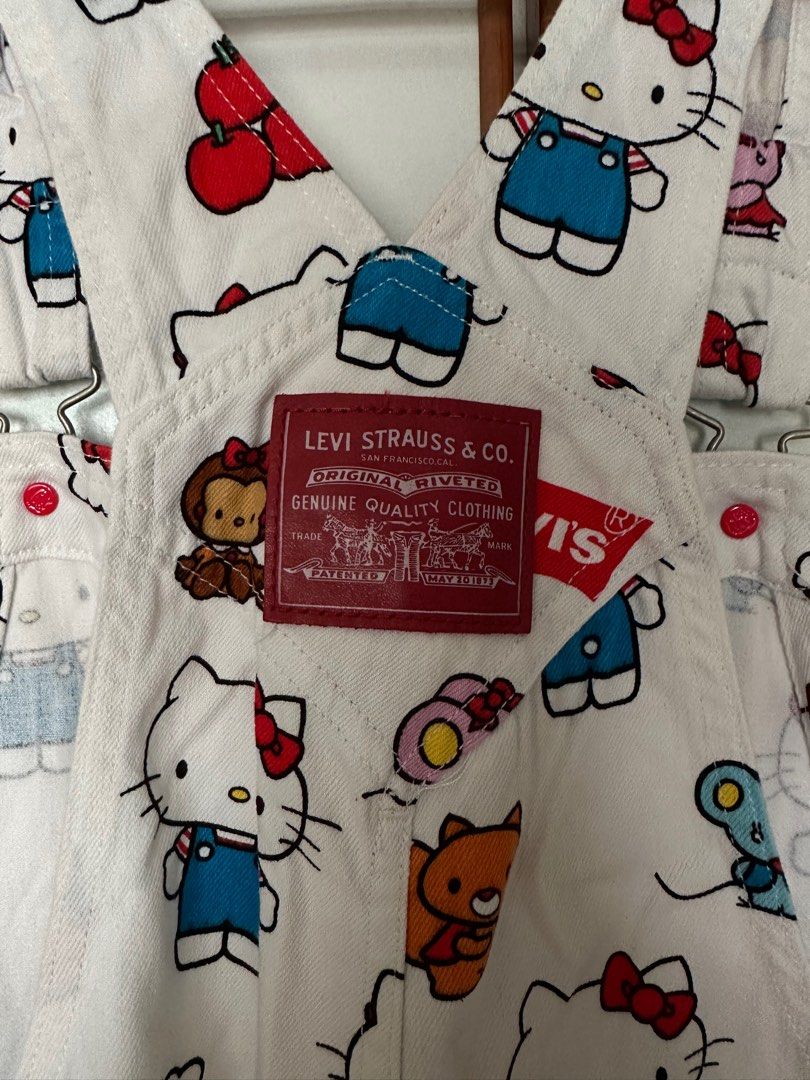 LEVI STRAUSS & CO.
SAN FRANCISCO, CAL.
ORIGINAL RIVETED
GENUINE QUALITY CLOTHING
TRADE MARK
PATENTED MAY 20 1873
VI'S ®